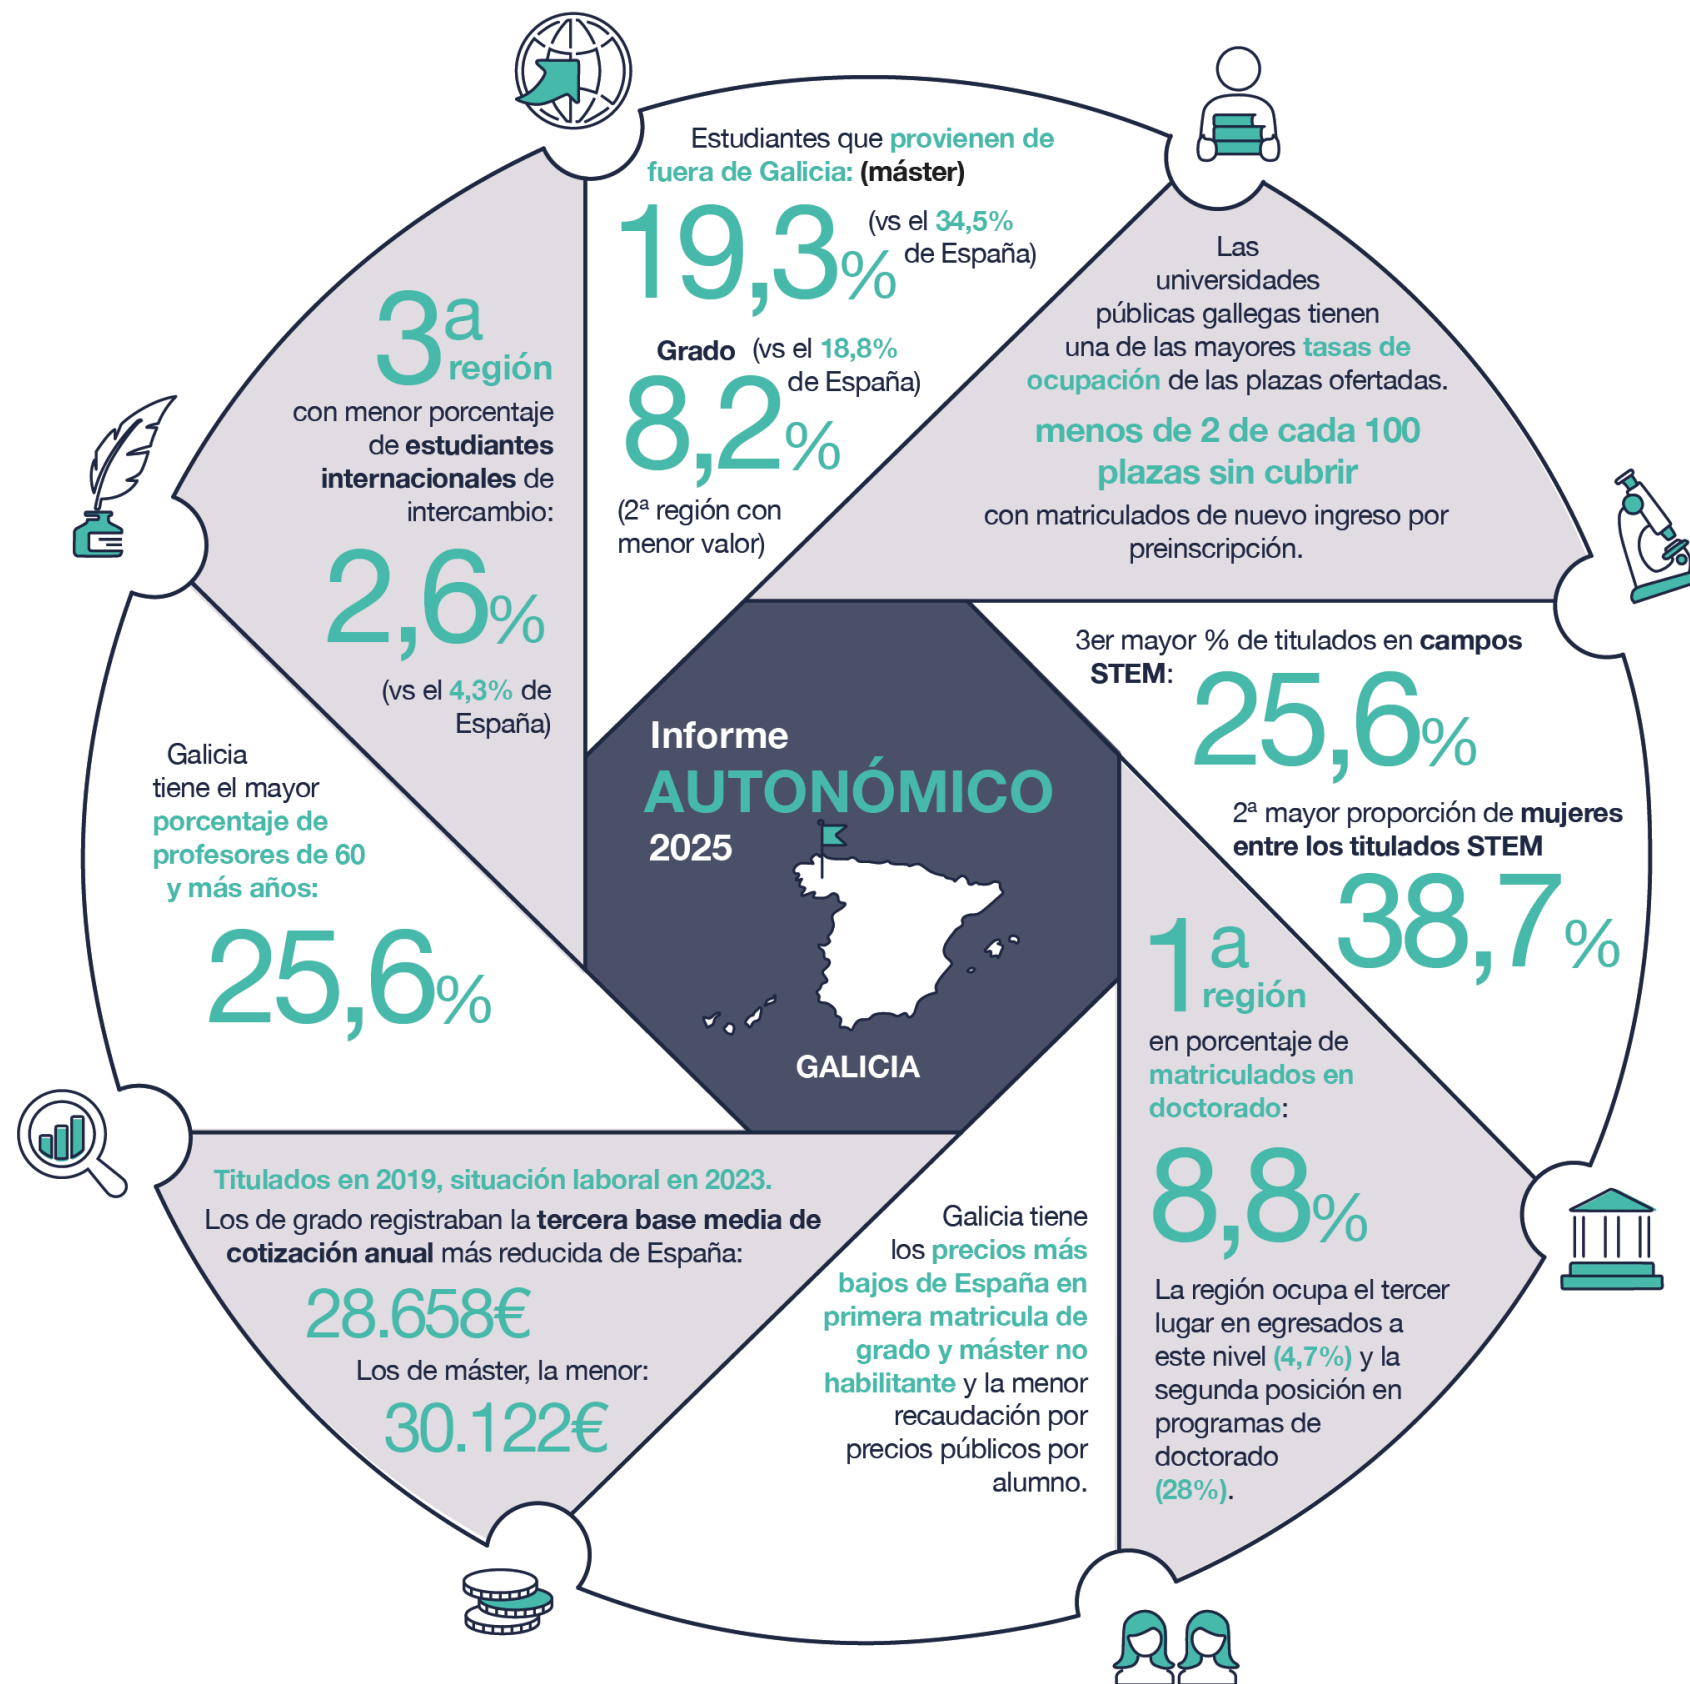 Estudiantes que provienen de
fuera de Galicia: (máster)
19,3%
(vs el 34,5%
de España)
Grado (vs el 18,8%
de España)
8,2%
(2ª región con
menor valor)
Las
universidades
públicas gallegas tienen
una de las mayores tasas de
ocupación de las plazas ofertadas.
menos de 2 de cada 100
plazas sin cubrir
con matriculados de nuevo ingreso por
preinscripción.
3er mayor % de titulados en campos
STEM:
25,6%
2ª mayor proporción de mujeres
entre los titulados STEM
38,7%
1ª
región
en porcentaje de
matriculados en
doctorado:
8,8%
La región ocupa el tercer
lugar en egresados a
este nivel (4,7%) y la
segunda posición en
programas de
doctorado
(28%).
Galicia tiene
los precios más
bajos de España en
primera matricula de
grado y máster no
habilitante y la menor
recaudación por
precios públicos por
alumno.
Titulados en 2019, situación laboral en 2023.
Los de grado registraban la tercera base media de
cotización anual más reducida de España:
28.658€
Los de máster, la menor:
30.122€
Galicia
tiene el mayor
porcentaje de
profesores de 60
y más años:
25,6%
3ª
región
con menor porcentaje
de estudiantes
internacionales de
intercambio:
2,6%
(vs el 4,3% de
España)
Informe
AUTONÓMICO
2025
GALICIA